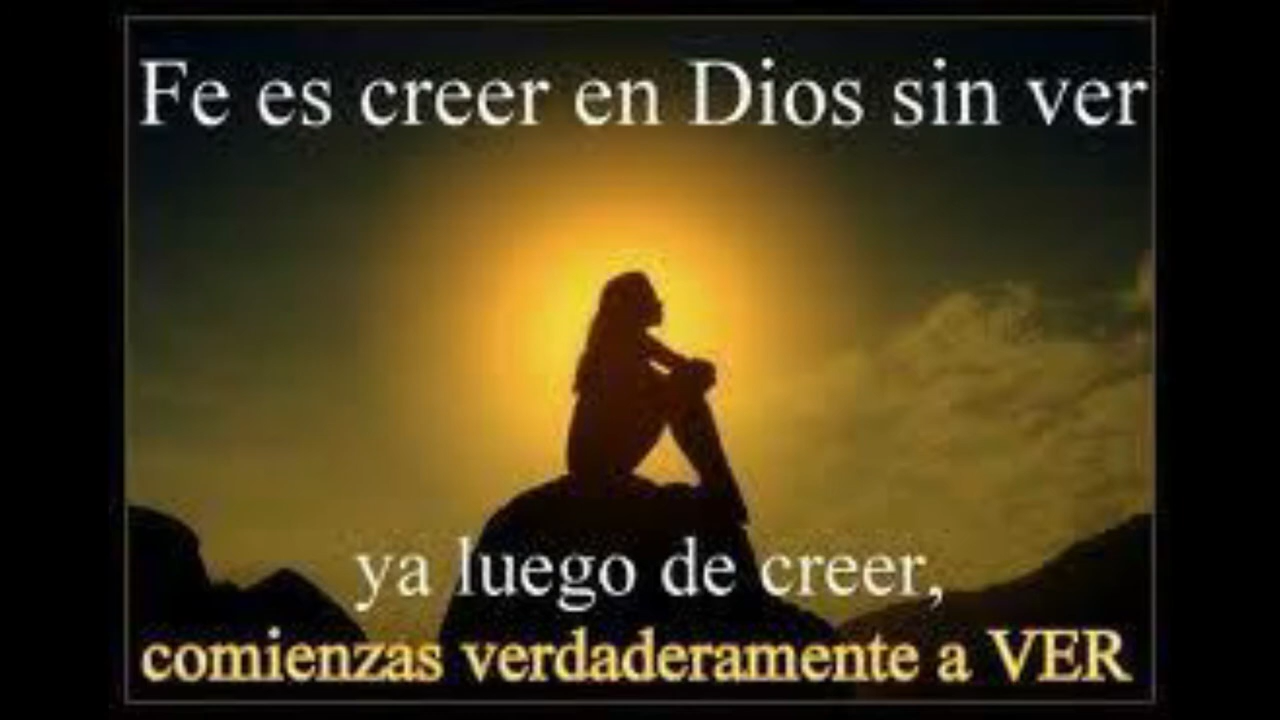 Fe es creer en Dios sin ver
ya luego de creer,
comienzas verdaderamente a VER